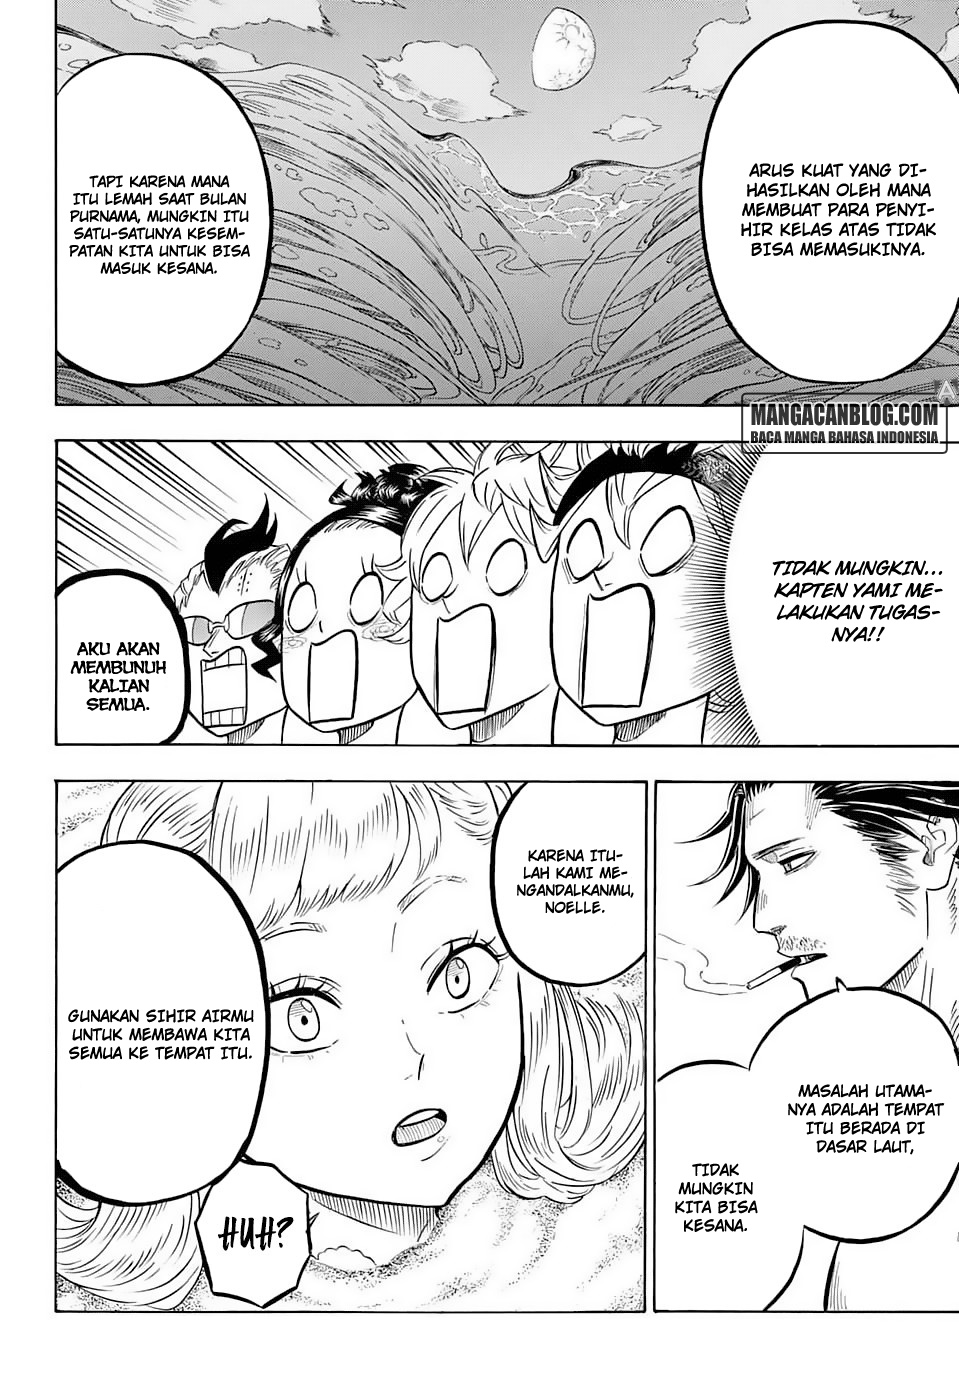 ARUS KUAT YANG DI-
HASILKAN OLEH MANA
MEMBUAT PARA PENYI-
HIR KELAS ATAS TIDAK
BISA MEMASUKINYA.
TAPI KARENA MANA
ITU LEMAH SAAT BULAN
PURNAMA, MUNGKIN ITU
SATU-SATUNYA KESEM-
PATAN KITA UNTUK BISA
MASUK KESANA.
MANGACANBLOG.COM
BACA MANGA BAHASA INDONESIA
TIDAK MUNGKIN...
KAPTEN YAMI ME-
LAKUKAN TUGAS-
NYA!!
AKU AKAN
MEMBUNUH
KALIAN
SEMUA.
MASALAH UTAMA-
NYA ADALAH TEMPAT
ITU BERADA DI
DASAR LAUT,
TIDAK
MUNGKIN
KITA BISA
KESANA.
KARENA ITU-
LAH KAMI ME-
NGANDALKANMU,
NOELLE.
GUNAKAN SIHIR AIRMU
UNTUK MEMBAWA KITA
SEMUA KE TEMPAT ITU.
HUH?